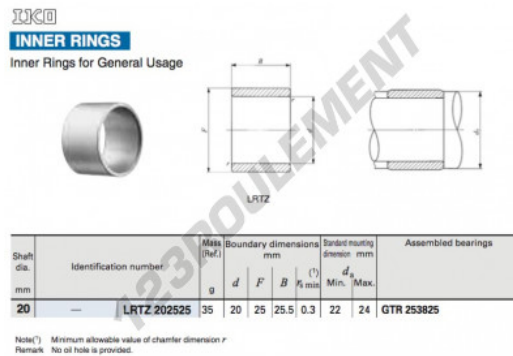 IKO
INNER RINGS
Inner Rings for General Usage
B
F
r
r
d
da
LRTZ
Shaft dia. mm
Identification number
Mass (Ref.) g
Boundary dimensions mm
d F B rs min (1)
Standard mounting dimension mm
da
Min. Max.
Assembled bearings
20 — LRTZ 202525 35 20 25 25.5 0.3 22 24 GTR 253825
Note(1) Minimum allowable value of chamfer dimension r
Remark No oil hole is provided.
123ROULEMENT